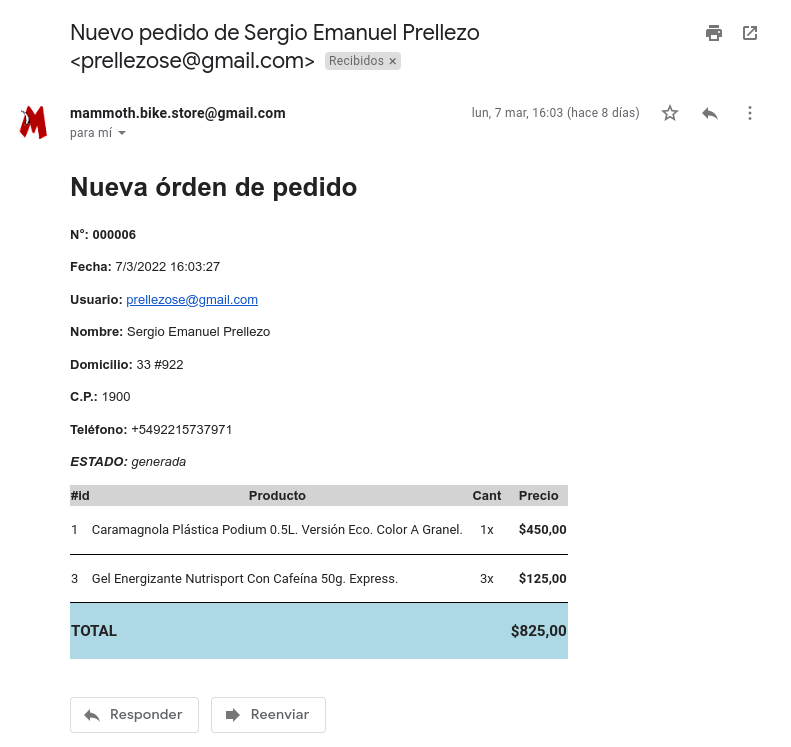 Nuevo pedido de Sergio Emanuel Prellezo
<prellezose@gmail.com> Recibidos ×
mammoth.bike.store@gmail.com lun, 7 mar, 16:03 (hace 8 días)
para mí
Nueva órden de pedido
N°: 000006
Fecha: 7/3/2022 16:03:27
Usuario: prellezose@gmail.com
Nombre: Sergio Emanuel Prellezo
Domicilio: 33 #922
C.P.: 1900
Teléfono: +5492215737971
ESTADO: generada
#id Producto Cant Precio
1 Caramagnola Plástica Podium 0.5L. Versión Eco. Color A Granel. 1x $450,00
3 Gel Energizante Nutrisport Con Cafeína 50g. Express. 3x $125,00
TOTAL $825,00
Responder Reenviar